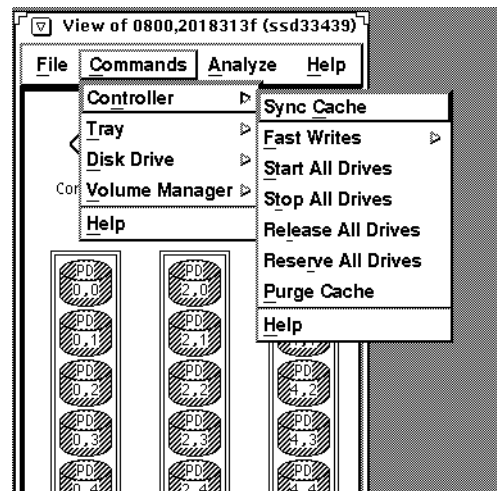 View of 0800,2018313f (ssd33439)
File Commands Analyze Help
Controller
Tray
Disk Drive
Volume Manager
Help
Sync Cache
Fast Writes
Start All Drives
Stop All Drives
Release All Drives
Reserve All Drives
Purge Cache
Help
Cor
PD 0,0 PD 2,0
PD 0,1 PD 2,1
PD 0,2 PD 2,2 PD 4,2
PD 0,3 PD 2,3 PD 4,3
PD 0,4 PD 2,4 PD 4,4